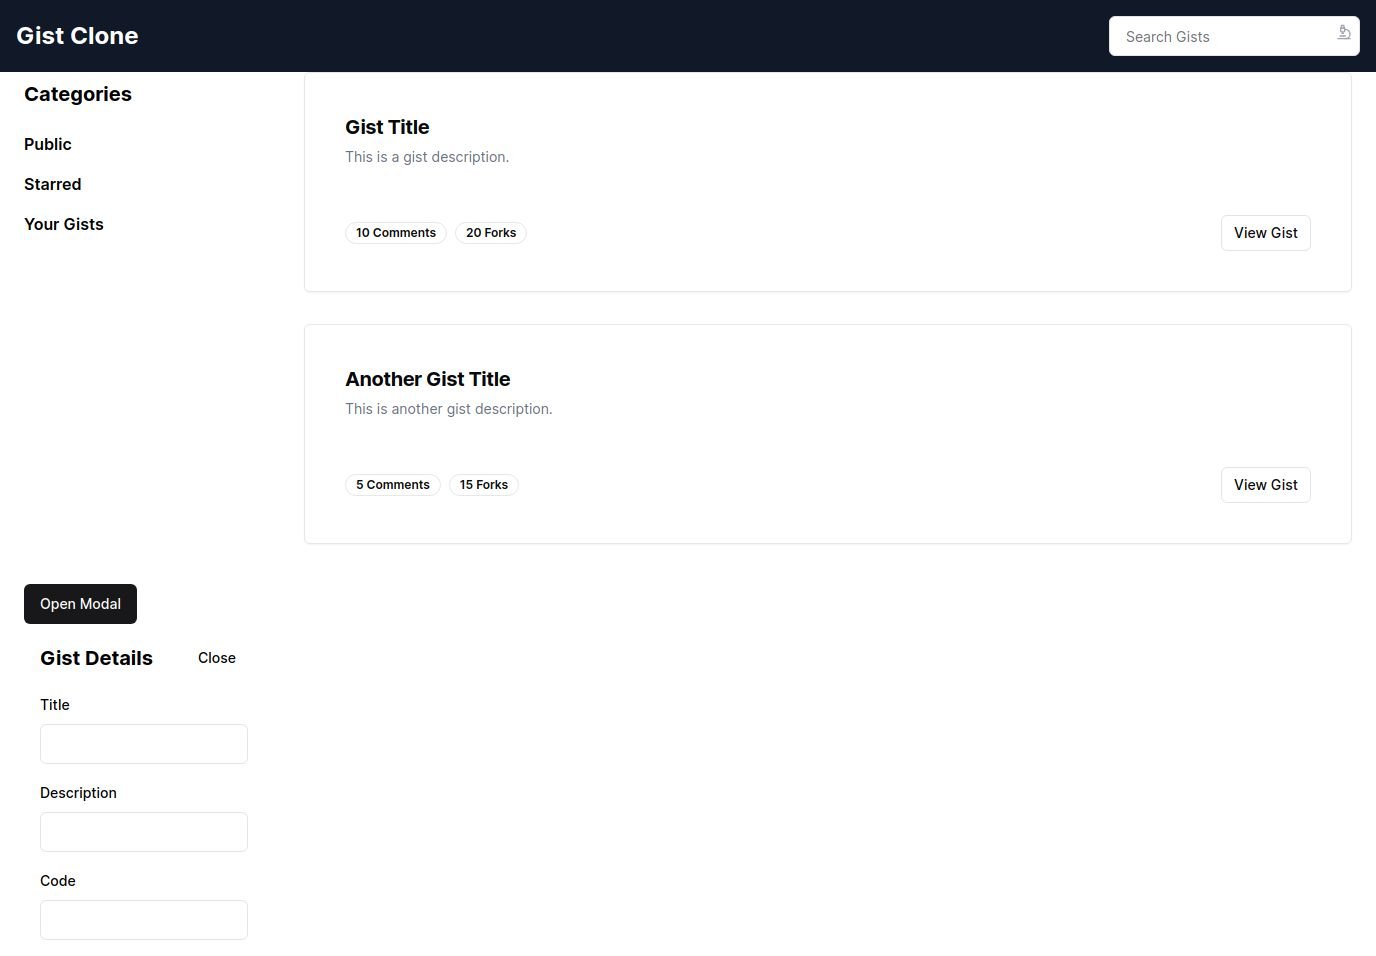 Gist Clone
Search Gists
Categories
Public
Starred
Your Gists
Gist Title
This is a gist description.
10 Comments
20 Forks
View Gist
Another Gist Title
This is another gist description.
5 Comments
15 Forks
View Gist
Open Modal
Gist Details
Close
Title
Description
Code